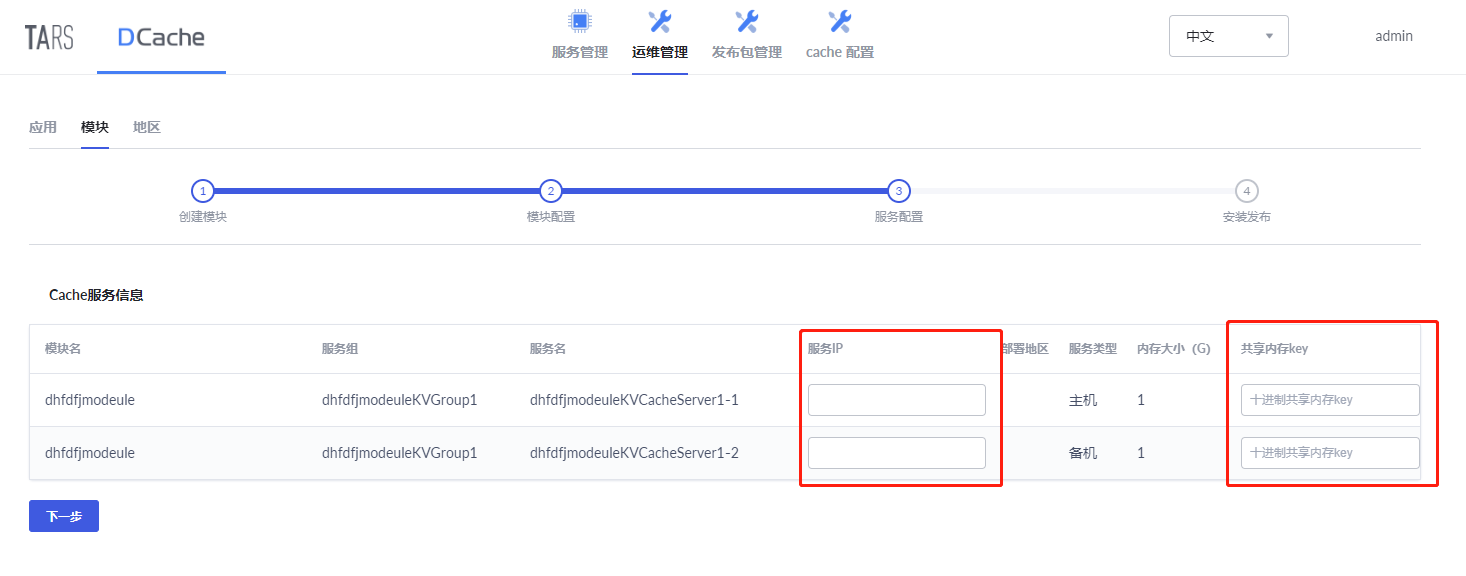 TARS DCache 服务管理 运维管理 发布包管理 cache 配置 中文 admin
应用 模块 地区
1 2 3 4
创建模块 模块配置 服务配置 安装发布
Cache服务信息
模块名 服务组 服务名 服务IP 部署地区 服务类型 内存大小（G） 共享内存key
dhfdfjmodeule dhfdfjmodeuleKVGroup1 dhfdfjmodeuleKVCacheServer1-1 主机 1 十进制共享内存key
dhfdfjmodeule dhfdfjmodeuleKVGroup1 dhfdfjmodeuleKVCacheServer1-2 备机 1 十进制共享内存key
下一步